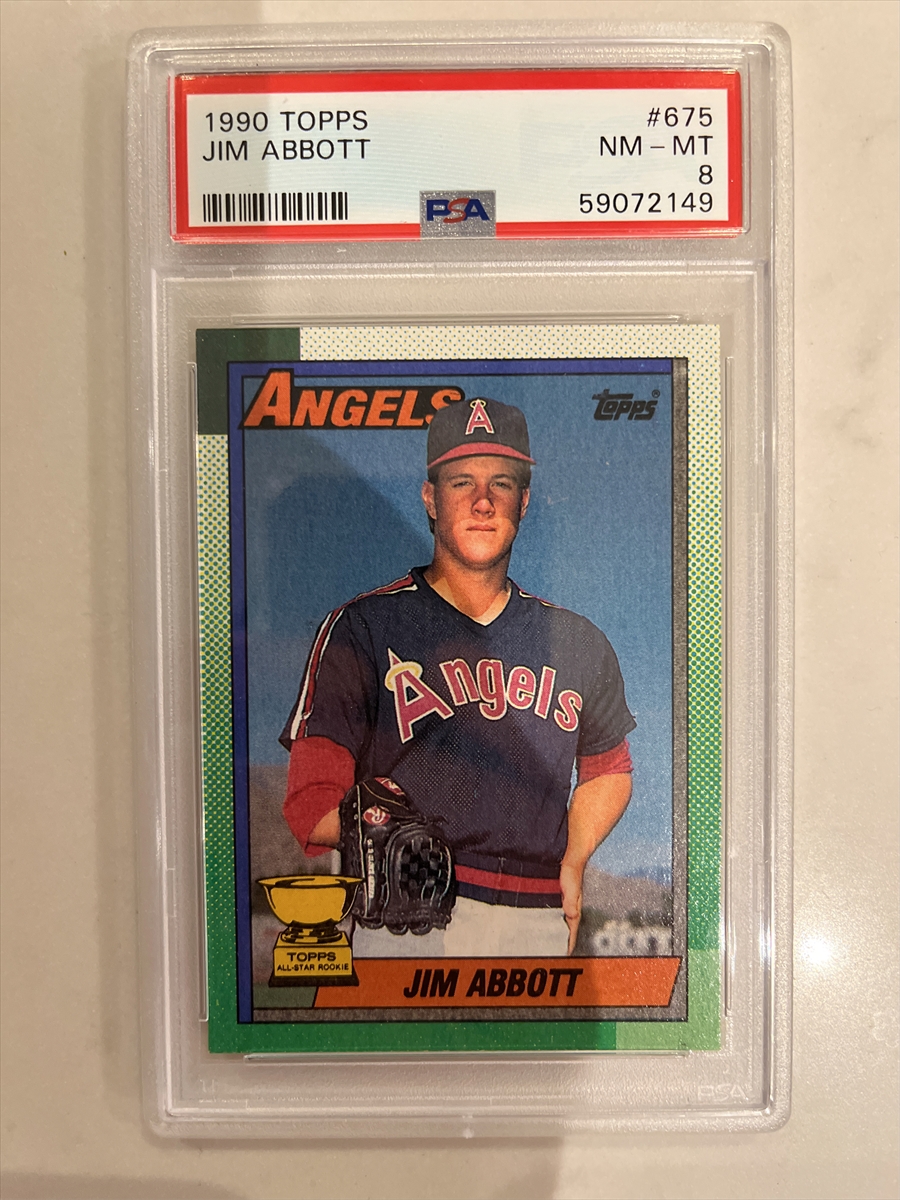 1990 TOPPS #675
JIM ABBOTT NM - MT
8
PSA 59072149
ANGELS
A
Topps®
Angels
R
TOPPS
ALL-STAR ROOKIE
JIM ABBOTT
PSA